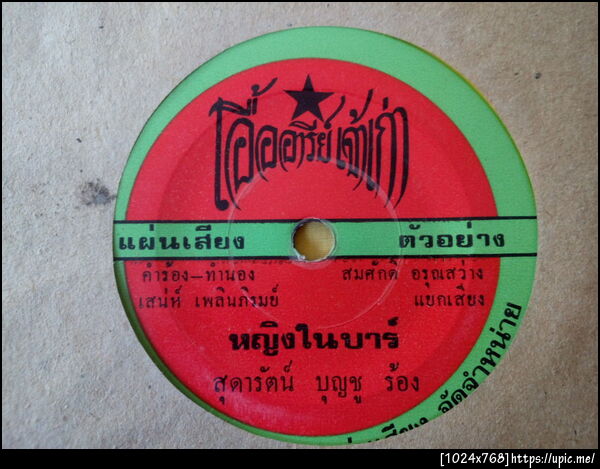 โอ้ออารีย์เต้เก่า
แผ่นเสียง ตัวอย่าง
คำร้อง-ทำนอง สมศักดิ์ อรุณสว่าง
เสน่ห์ เพลินภิรมย์ แยกเสียง
หญิงในบาร์
สุดารัตน์ บุญชู ร้อง
จัดจำหน่าย
[1024x768]https://upic.me/